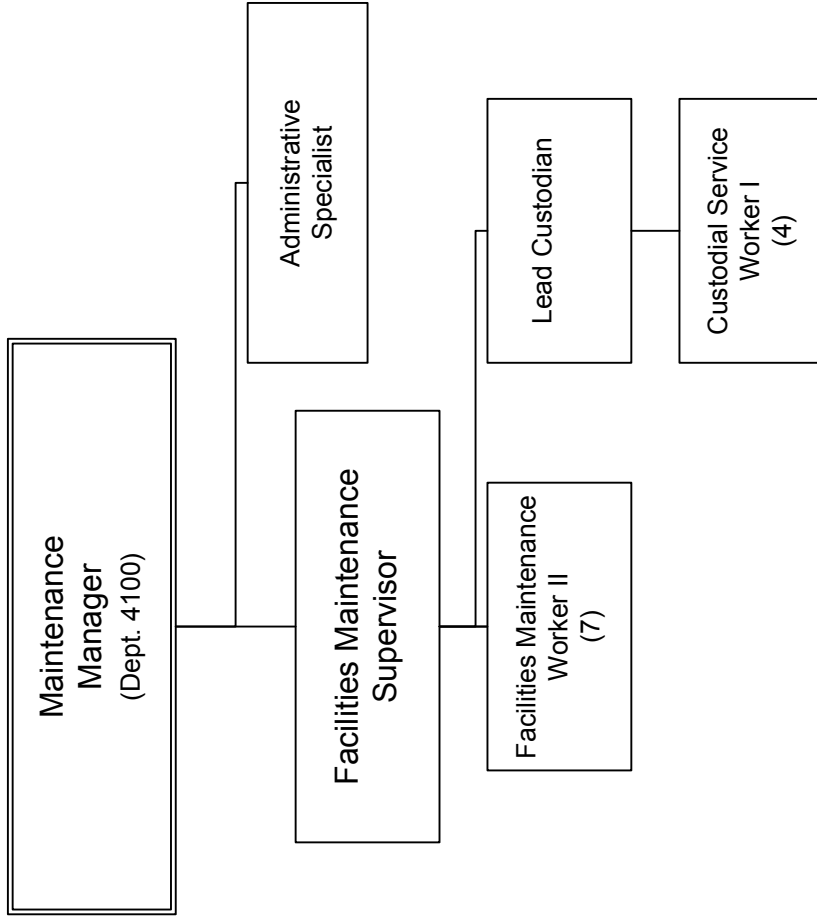 Maintenance
Manager
(Dept. 4100)
Administrative
Specialist
Facilities Maintenance
Supervisor
Facilities Maintenance
Worker II
(7)
Lead Custodian
Custodial Service
Worker I
(4)